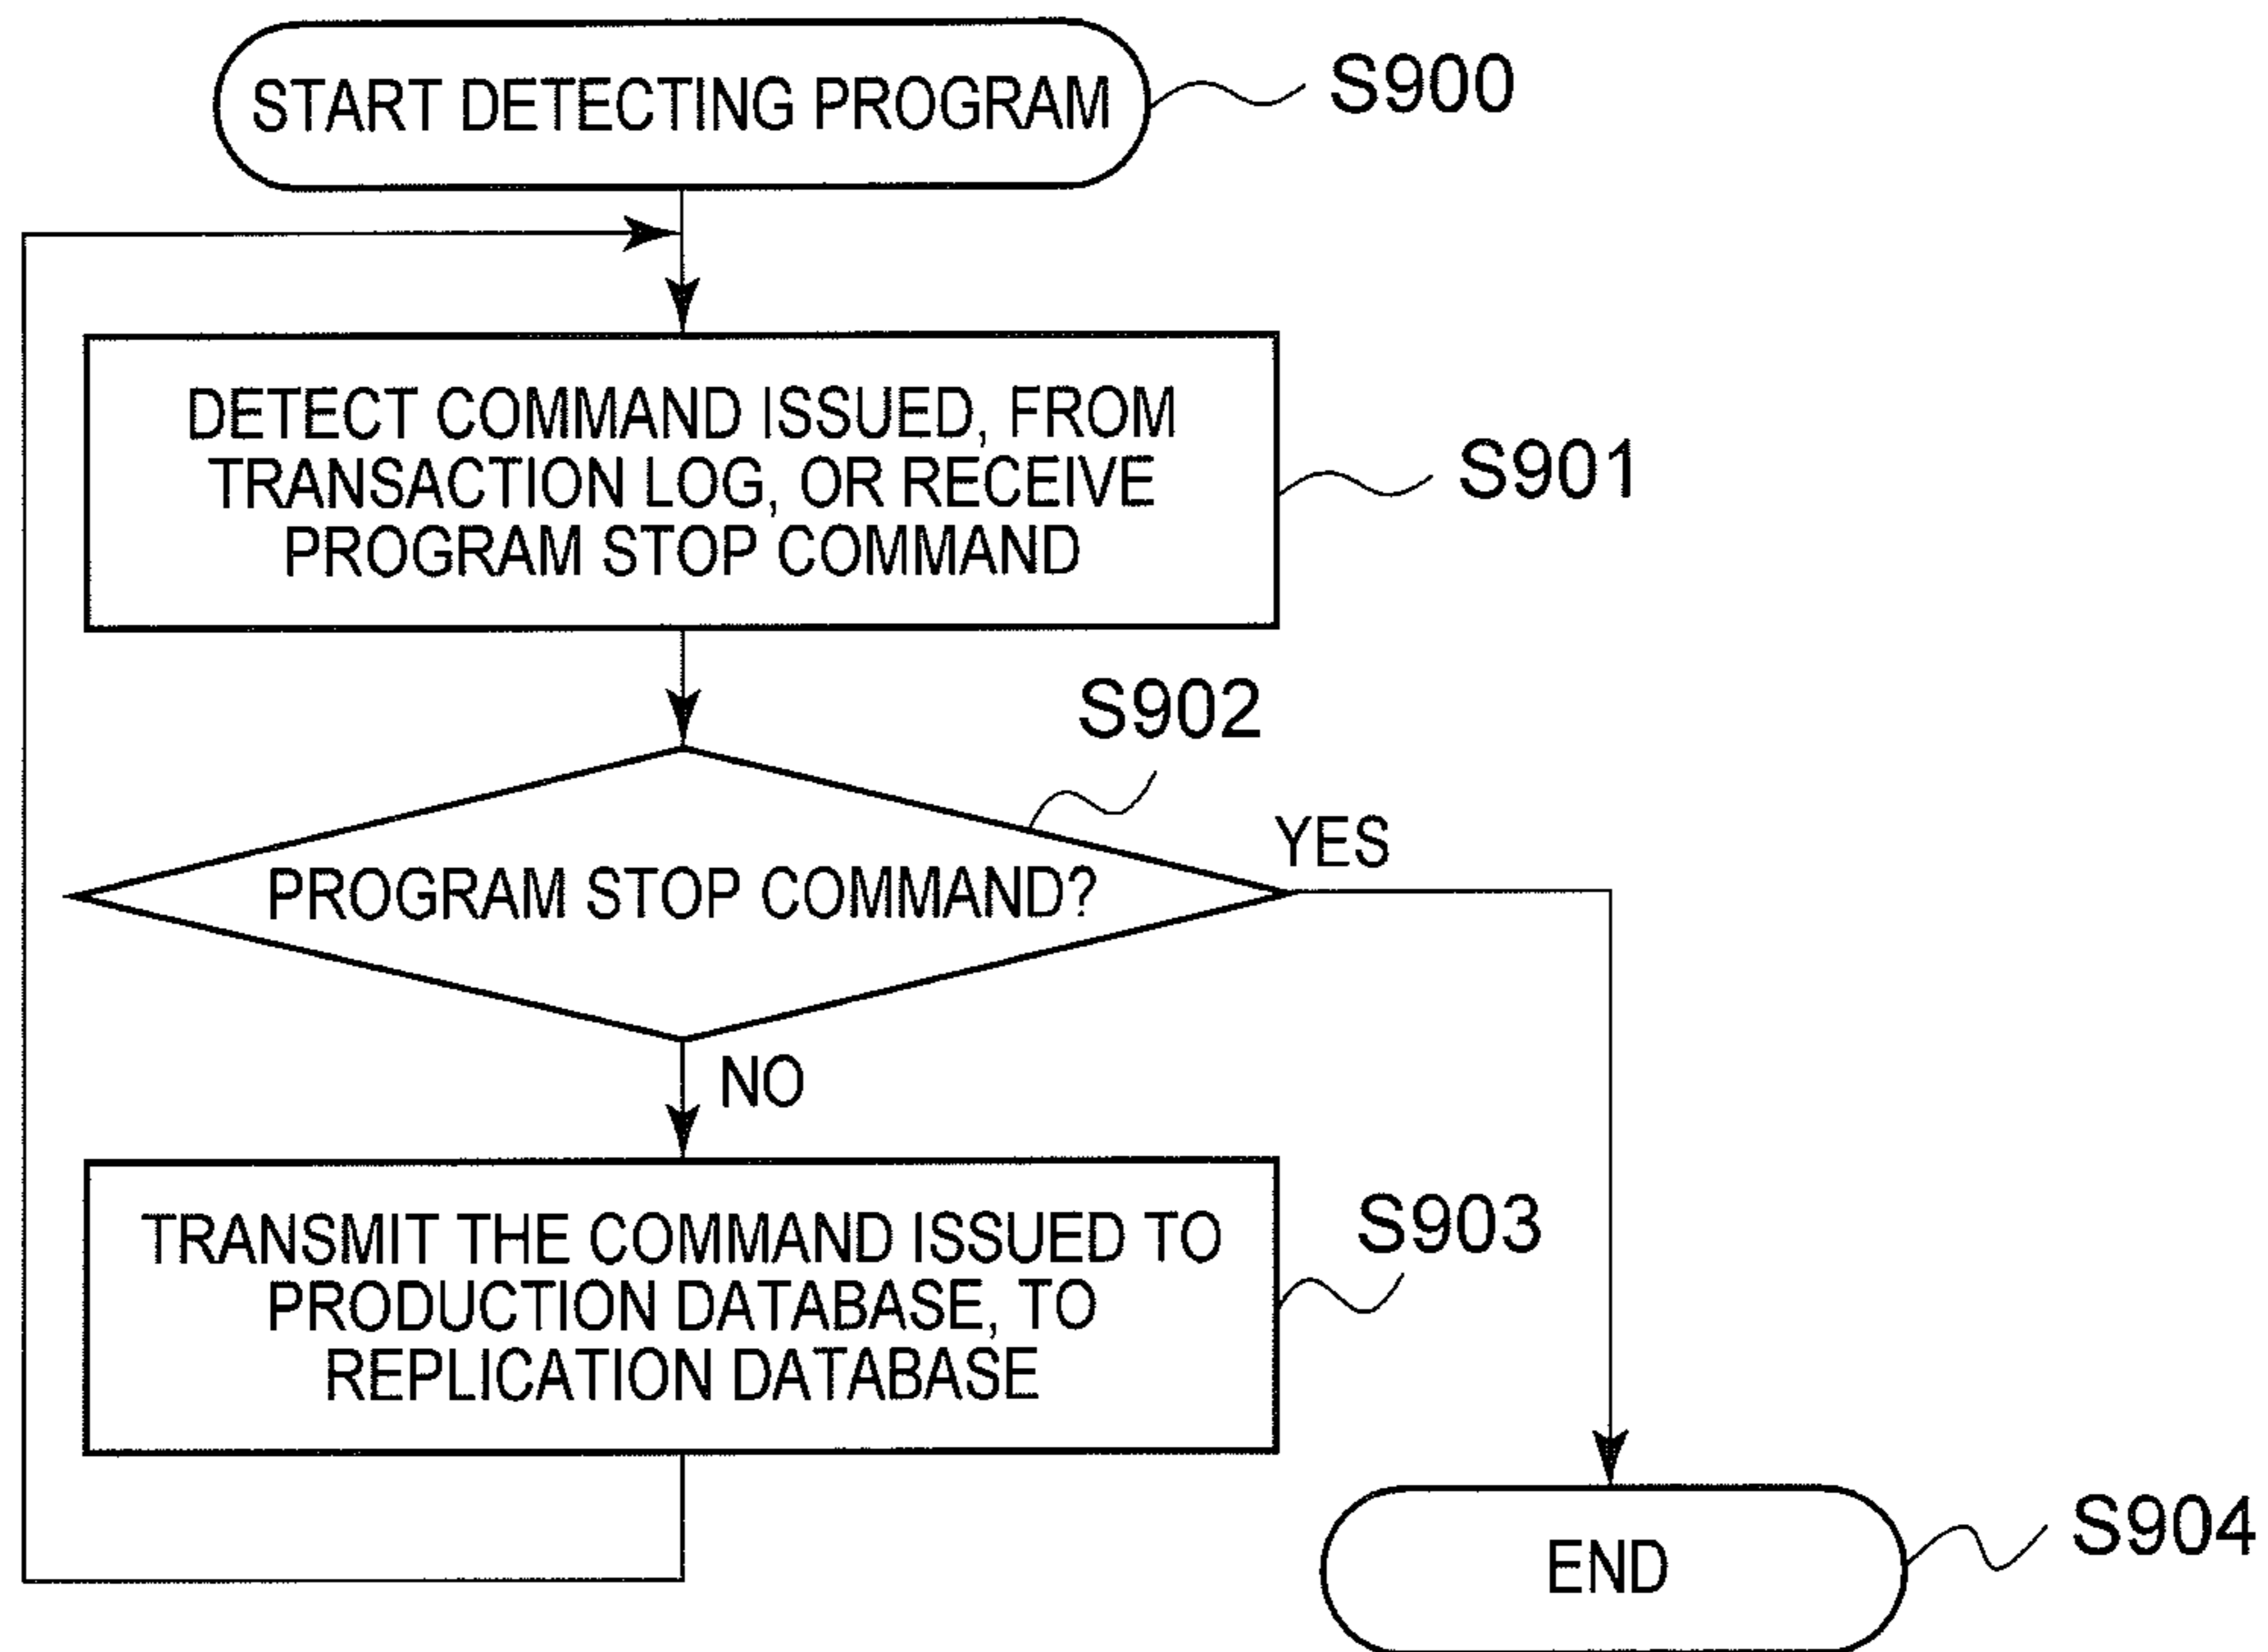 START DETECTING PROGRAM
S900
DETECT COMMAND ISSUED, FROM
TRANSACTION LOG, OR RECEIVE
PROGRAM STOP COMMAND
S901
S902
PROGRAM STOP COMMAND?
YES
NO
TRANSMIT THE COMMAND ISSUED TO
PRODUCTION DATABASE, TO
REPLICATION DATABASE
S903
END
S904